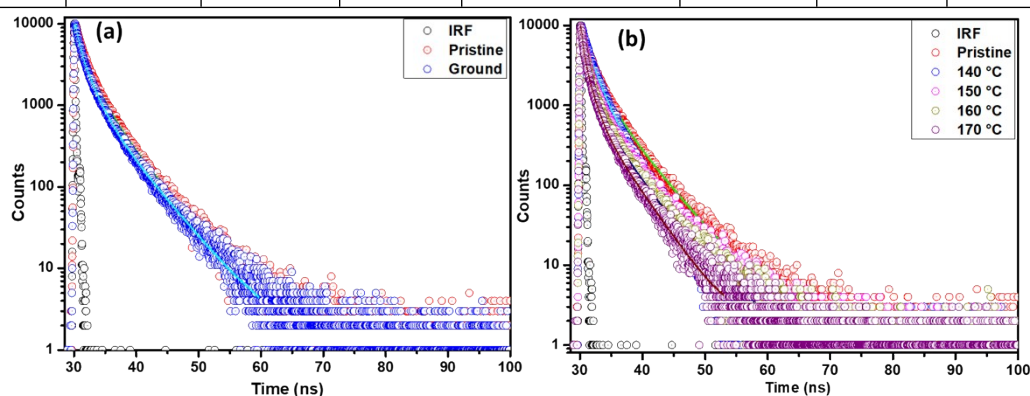 (a)
IRF
Pristine
Ground
10000
1000
100
10
1
Counts
30 40 50 60 70 80 90 100
Time (ns)
(b)
IRF
Pristine
140 °C
150 °C
160 °C
170 °C
10000
1000
100
10
1
Counts
30 40 50 60 70 80 90 100
Time (ns)